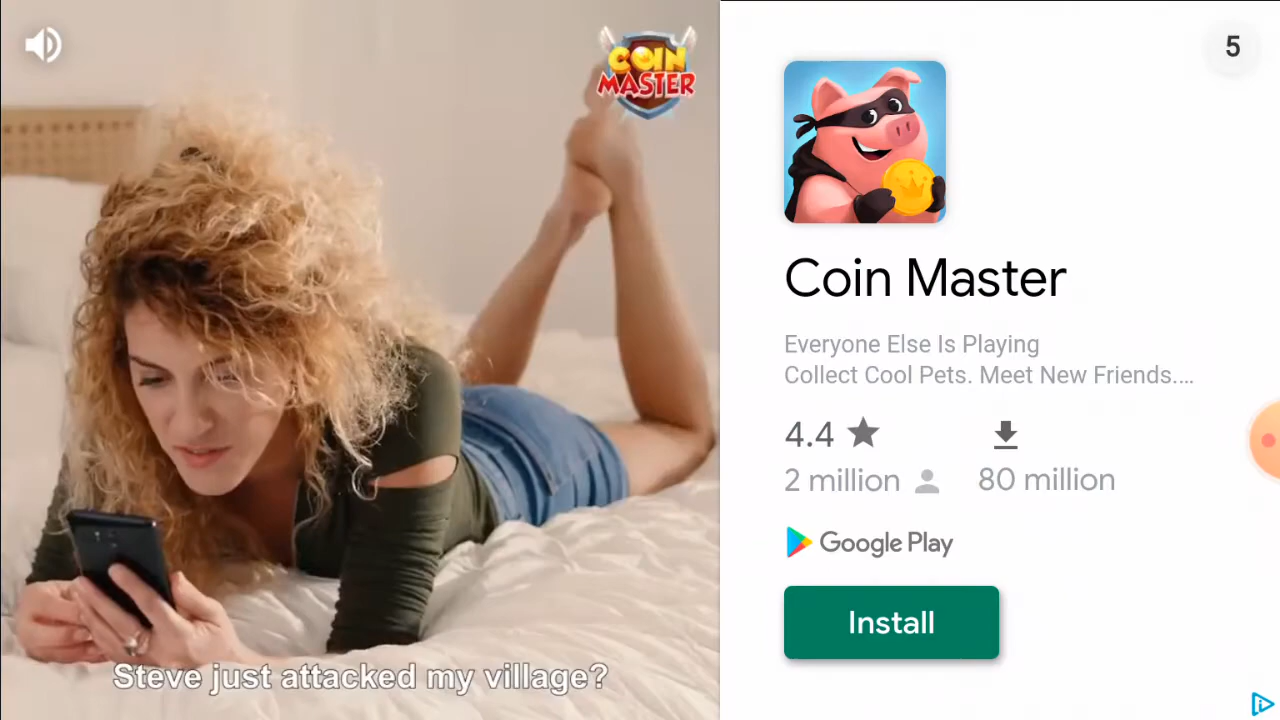 COIN
MASTER
Steve just attacked my village?
5
Coin Master
Everyone Else Is Playing
Collect Cool Pets. Meet New Friends....
4.4
2 million
80 million
Google Play
Install